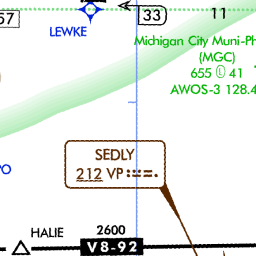 57
33
11
LEWKE
Michigan City Muni-Ph
(MGC)
655 Ⓛ 41
AWOS-3 128.4
SEDLY
212 VP
PO
HALIE
2600
V8-92